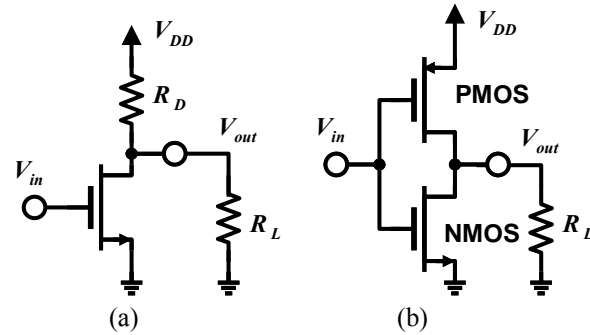 V_DD
R_D
V_out
V_in
R_L
(a)
V_DD
PMOS
V_in
V_out
NMOS
R_L
(b)